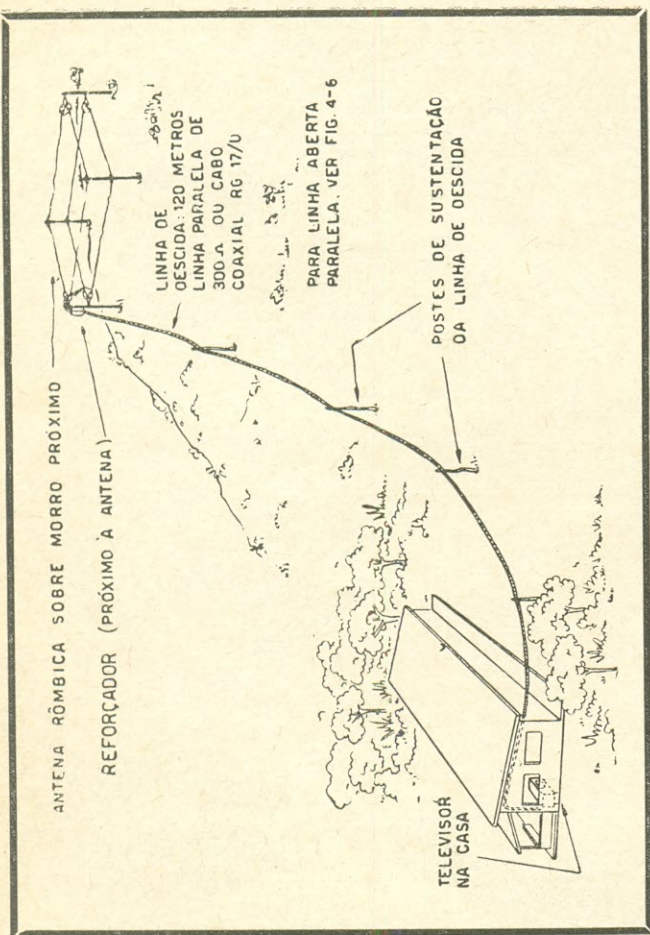 ANTENA RÔMBICA SOBRE MORRO PRÓXIMO
REFORÇADOR (PRÓXIMO À ANTENA)
LINHA DE
DESCIDA: 120 METROS
LINHA PARALELA DE
300 Ω OU CABO
COAXIAL RG 17/U
PARA LINHA ABERTA
PARALELA, VER FIG. 4-6
POSTES DE SUSTENTAÇÃO
DA LINHA DE DESCIDA
TELEVISOR
NA CASA